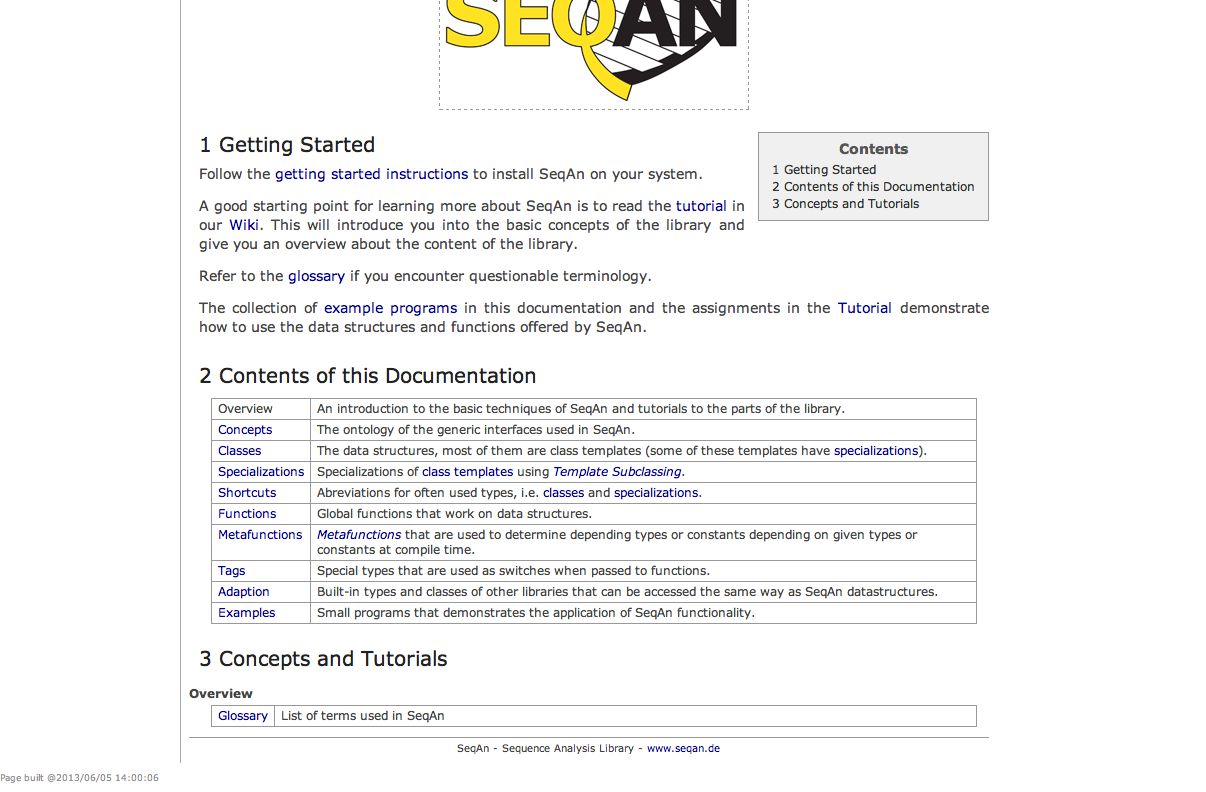 SEQAN
1 Getting Started
Follow the getting started instructions to install SeqAn on your system.
A good starting point for learning more about SeqAn is to read the tutorial in
our Wiki. This will introduce you into the basic concepts of the library and
give you an overview about the content of the library.
Refer to the glossary if you encounter questionable terminology.
The collection of example programs in this documentation and the assignments in the Tutorial demonstrate
how to use the data structures and functions offered by SeqAn.
Contents
1 Getting Started
2 Contents of this Documentation
3 Concepts and Tutorials
2 Contents of this Documentation
Overview An introduction to the basic techniques of SeqAn and tutorials to the parts of the library.
Concepts The ontology of the generic interfaces used in SeqAn.
Classes The data structures, most of them are class templates (some of these templates have specializations).
Specializations Specializations of class templates using Template Subclassing.
Shortcuts Abreviations for often used types, i.e. classes and specializations.
Functions Global functions that work on data structures.
Metafunctions Metafunctions that are used to determine depending types or constants depending on given types or
constants at compile time.
Tags Special types that are used as switches when passed to functions.
Adaption Built-in types and classes of other libraries that can be accessed the same way as SeqAn datastructures.
Examples Small programs that demonstrates the application of SeqAn functionality.
3 Concepts and Tutorials
Overview
Glossary List of terms used in SeqAn
SeqAn - Sequence Analysis Library - www.seqan.de
Page built @2013/06/05 14:00:06